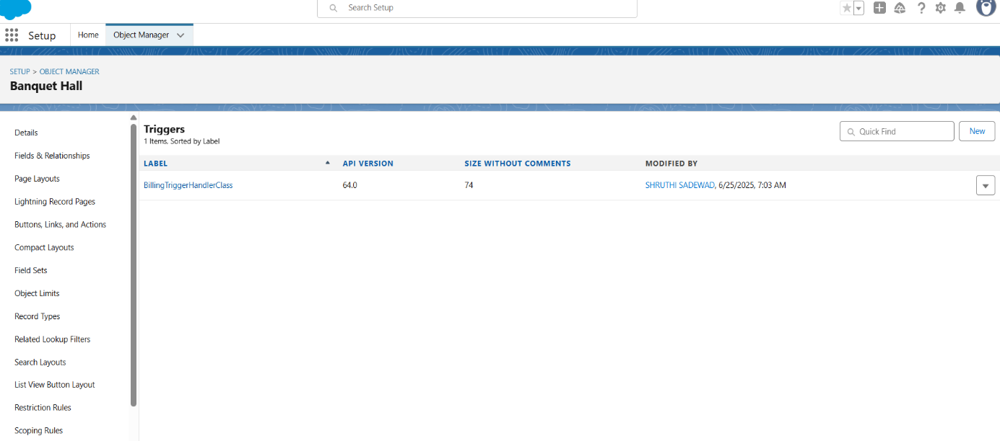 Search Setup
Setup
Home
Object Manager
SETUP > OBJECT MANAGER
Banquet Hall
Details
Fields & Relationships
Page Layouts
Lightning Record Pages
Buttons, Links, and Actions
Compact Layouts
Field Sets
Object Limits
Record Types
Related Lookup Filters
Search Layouts
List View Button Layout
Restriction Rules
Scoping Rules
Triggers
1 Items, Sorted by Label
Quick Find
New
LABEL API VERSION SIZE WITHOUT COMMENTS MODIFIED BY
BillingTriggerHandlerClass 64.0 74 SHRUTHI SADEWAD, 6/25/2025, 7:03 AM